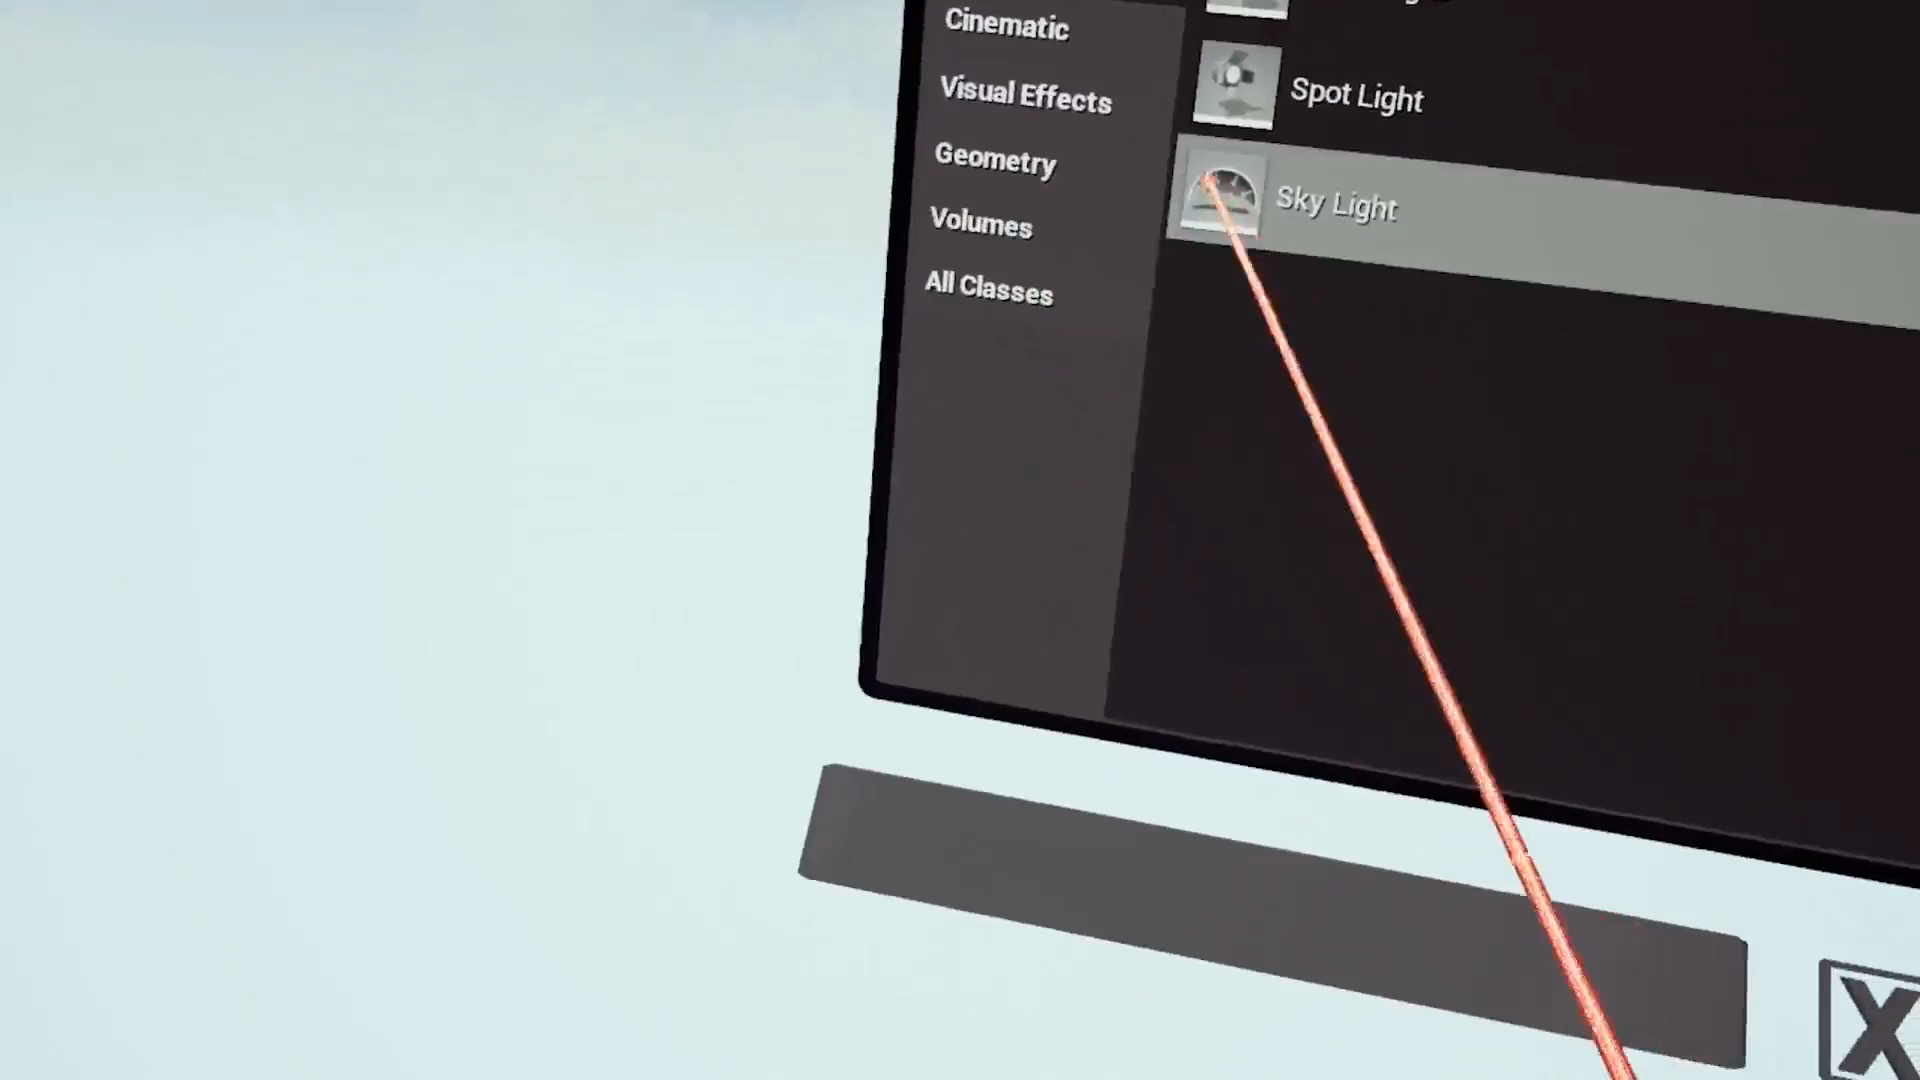 Cinematic
Visual Effects
Geometry
Volumes
All Classes
Spot Light
Sky Light
X